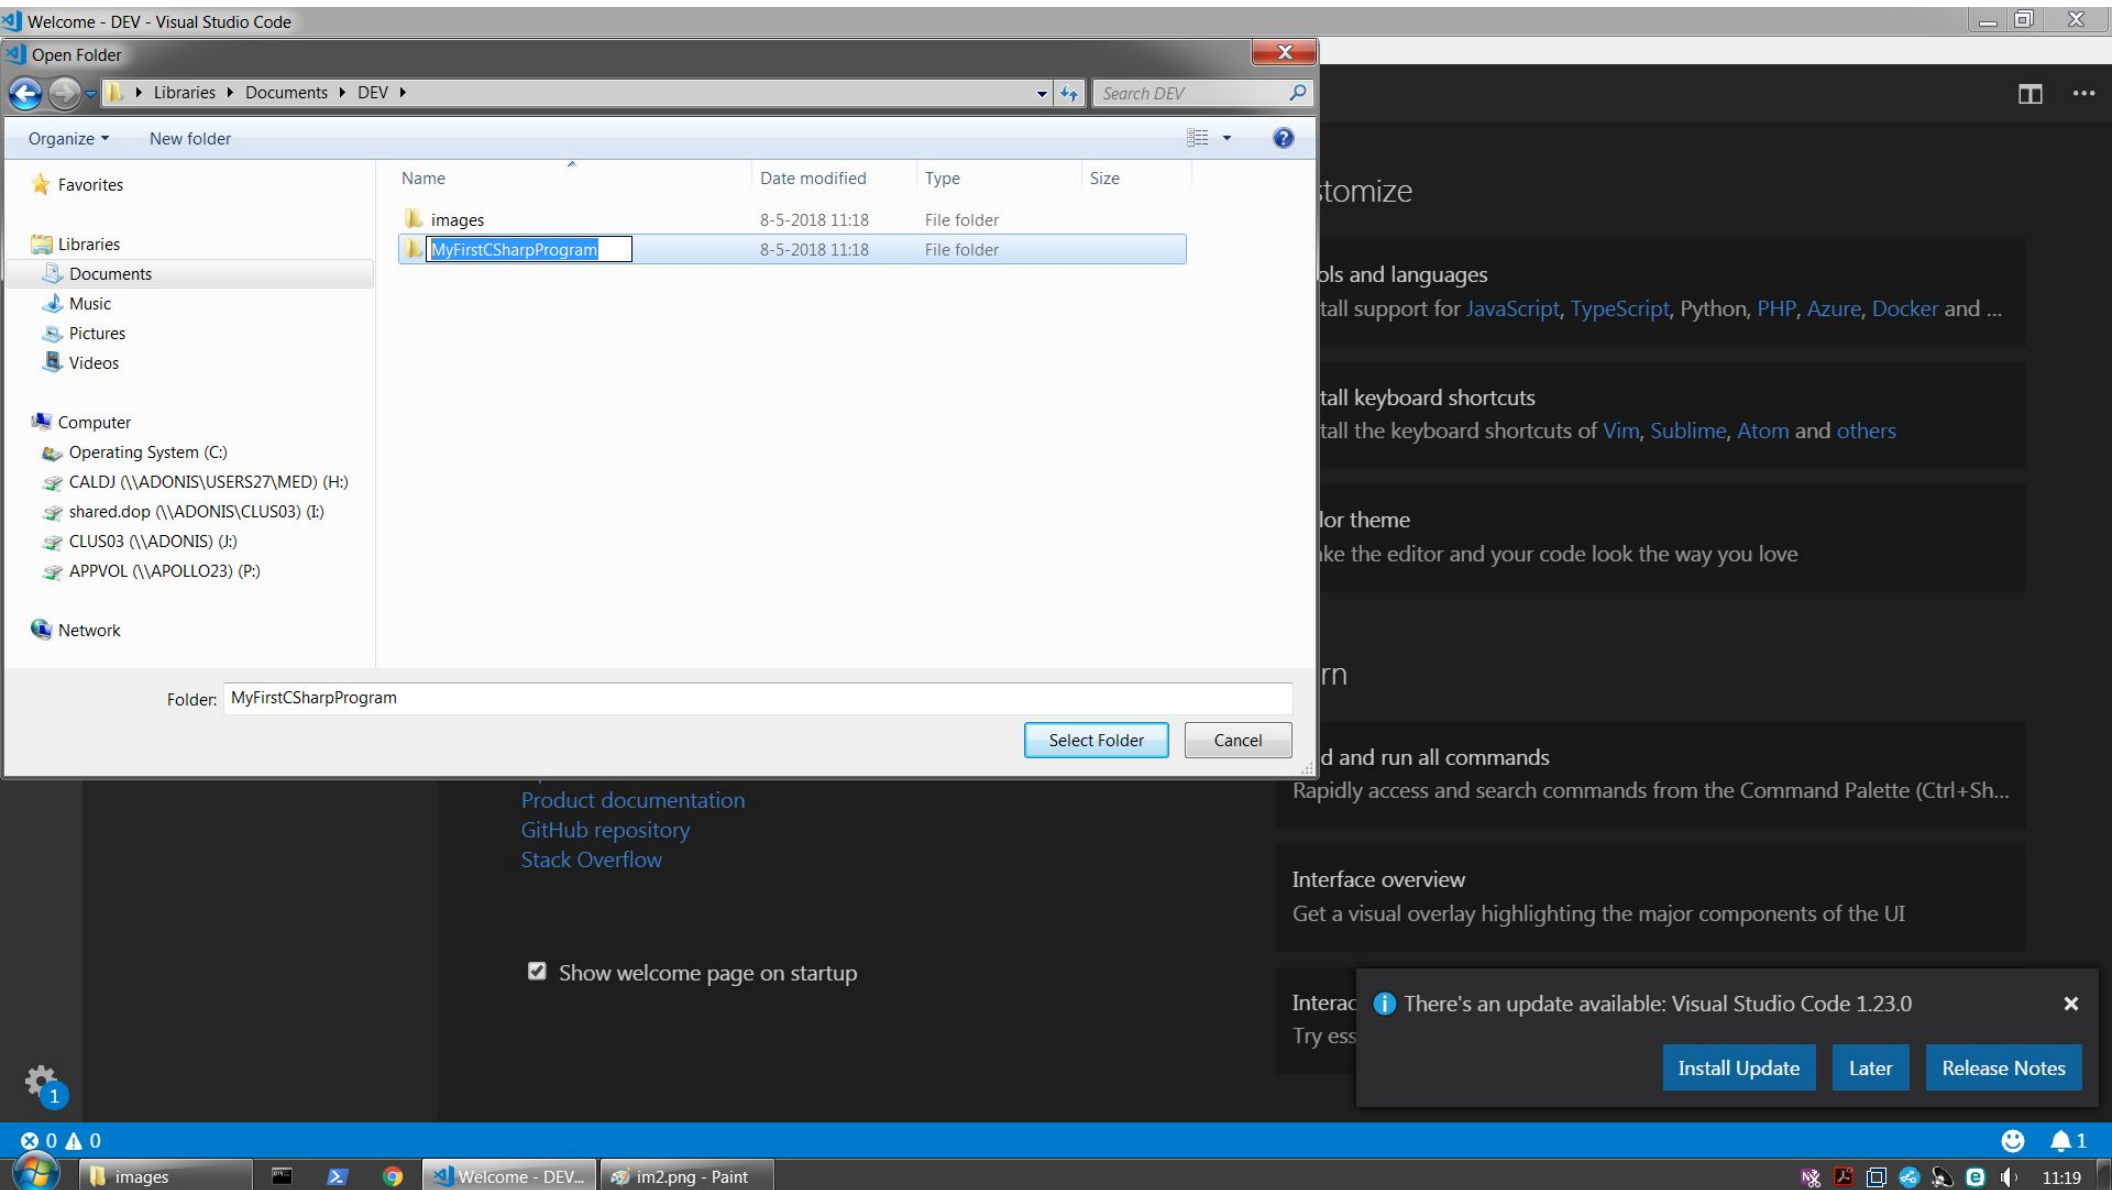 Welcome - DEV - Visual Studio Code
Open Folder
Libraries Documents DEV
Search DEV
Organize
New folder
Name
Date modified
Type
Size
Favorites
Libraries
Documents
Music
Pictures
Videos
Computer
Operating System (C:)
CALDJ (\\ADONIS\USERS27\MED) (H:)
shared.dop (\\ADONIS\CLUS03) (I:)
CLUS03 (\\ADONIS) (J:)
APPVOL (\\APOLLO23) (P:)
Network
images 8-5-2018 11:18 File folder
MyFirstCSharpProgram 8-5-2018 11:18 File folder
Folder: MyFirstCSharpProgram
Select Folder
Cancel
tomize
ols and languages
tall support for JavaScript, TypeScript, Python, PHP, Azure, Docker and ...
tall keyboard shortcuts
tall the keyboard shortcuts of Vim, Sublime, Atom and others
lor theme
ke the editor and your code look the way you love
rn
d and run all commands
Rapidly access and search commands from the Command Palette (Ctrl+Sh...
Interface overview
Get a visual overlay highlighting the major components of the UI
Interac
Try ess
Product documentation
GitHub repository
Stack Overflow
Show welcome page on startup
There's an update available: Visual Studio Code 1.23.0
Install Update
Later
Release Notes
1
0 0
1
images
Welcome - DEV...
im2.png - Paint
11:19